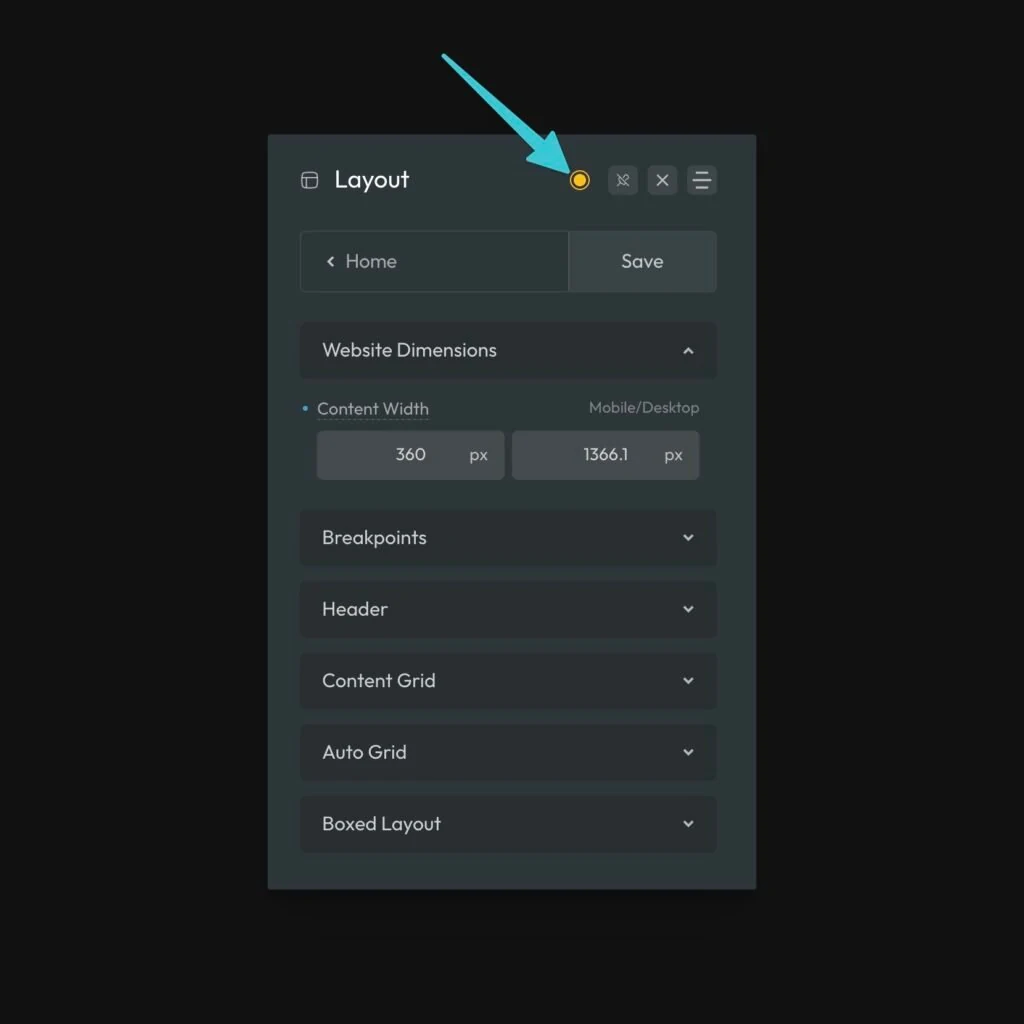 Layout
Home Save
Website Dimensions
Content Width Mobile/Desktop
360 px 1366.1 px
Breakpoints
Header
Content Grid
Auto Grid
Boxed Layout